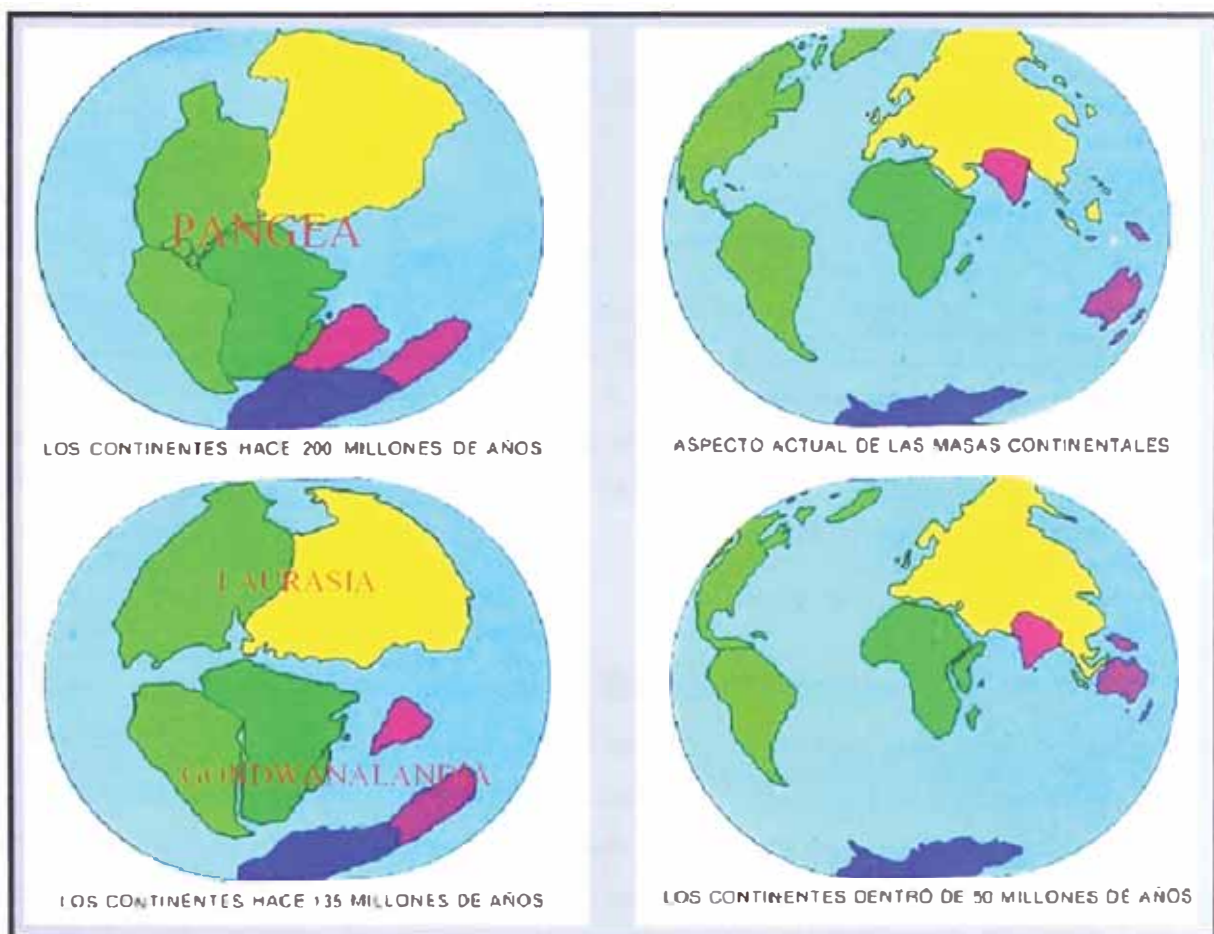 PANGEA
LOS CONTINENTES HACE 200 MILLONES DE AÑOS
ASPECTO ACTUAL DE LAS MASAS CONTINENTALES
LAURASIA
GONDWANALANDIA
LOS CONTINENTES HACE 135 MILLONES DE AÑOS
LOS CONTINENTES DENTRO DE 50 MILLONES DE AÑOS